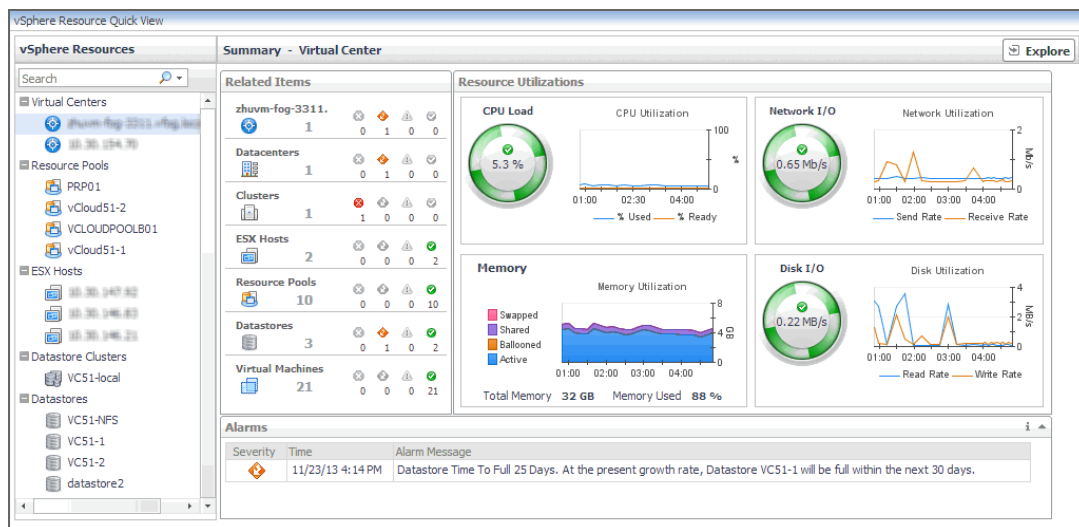 vSphere Resource Quick View
vSphere Resources
Search
Virtual Centers
Resource Pools
PRP01
vCloud51-2
VCLOUDPOOLB01
vCloud51-1
ESX Hosts
Datastore Clusters
VC51-local
Datastores
VC51-NFS
VC51-1
VC51-2
datastore2
Summary - Virtual Center
Explore
Related Items
zhuvm-fog-3311.
1 0 1 0 0
Datacenters
1 0 1 0 0
Clusters
1 1 0 0 0
ESX Hosts
2 0 0 0 2
Resource Pools
10 0 0 0 10
Datastores
3 0 1 0 2
Virtual Machines
21 0 0 0 21
Resource Utilizations
CPU Load
5.3 %
CPU Utilization
100
%
0
01:00 02:30 04:00
% Used % Ready
Network I/O
0.65 Mb/s
Network Utilization
2
Mb/s
0
01:00 02:00 03:00 04:00
Send Rate Receive Rate
Memory
Swapped
Shared
Ballooned
Active
Memory Utilization
8
4
GB
0
01:00 02:00 03:00 04:00
Total Memory 32 GB Memory Used 88 %
Disk I/O
0.22 MB/s
Disk Utilization
4
2
MB/s
0
01:00 02:00 03:00 04:00
Read Rate Write Rate
Alarms
Severity Time Alarm Message
11/23/13 4:14 PM Datastore Time To Full 25 Days. At the present growth rate, Datastore VC51-1 will be full within the next 30 days.